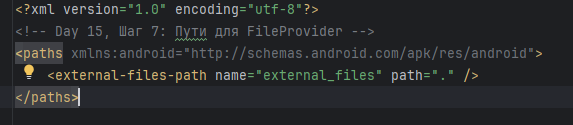 <?xml version="1.0" encoding="utf-8"?>
<!-- Day 15, Шаг 7: Пути для FileProvider -->
<paths xmlns:android="http://schemas.android.com/apk/res/android">
    <external-files-path name="external_files" path="." />
</paths>